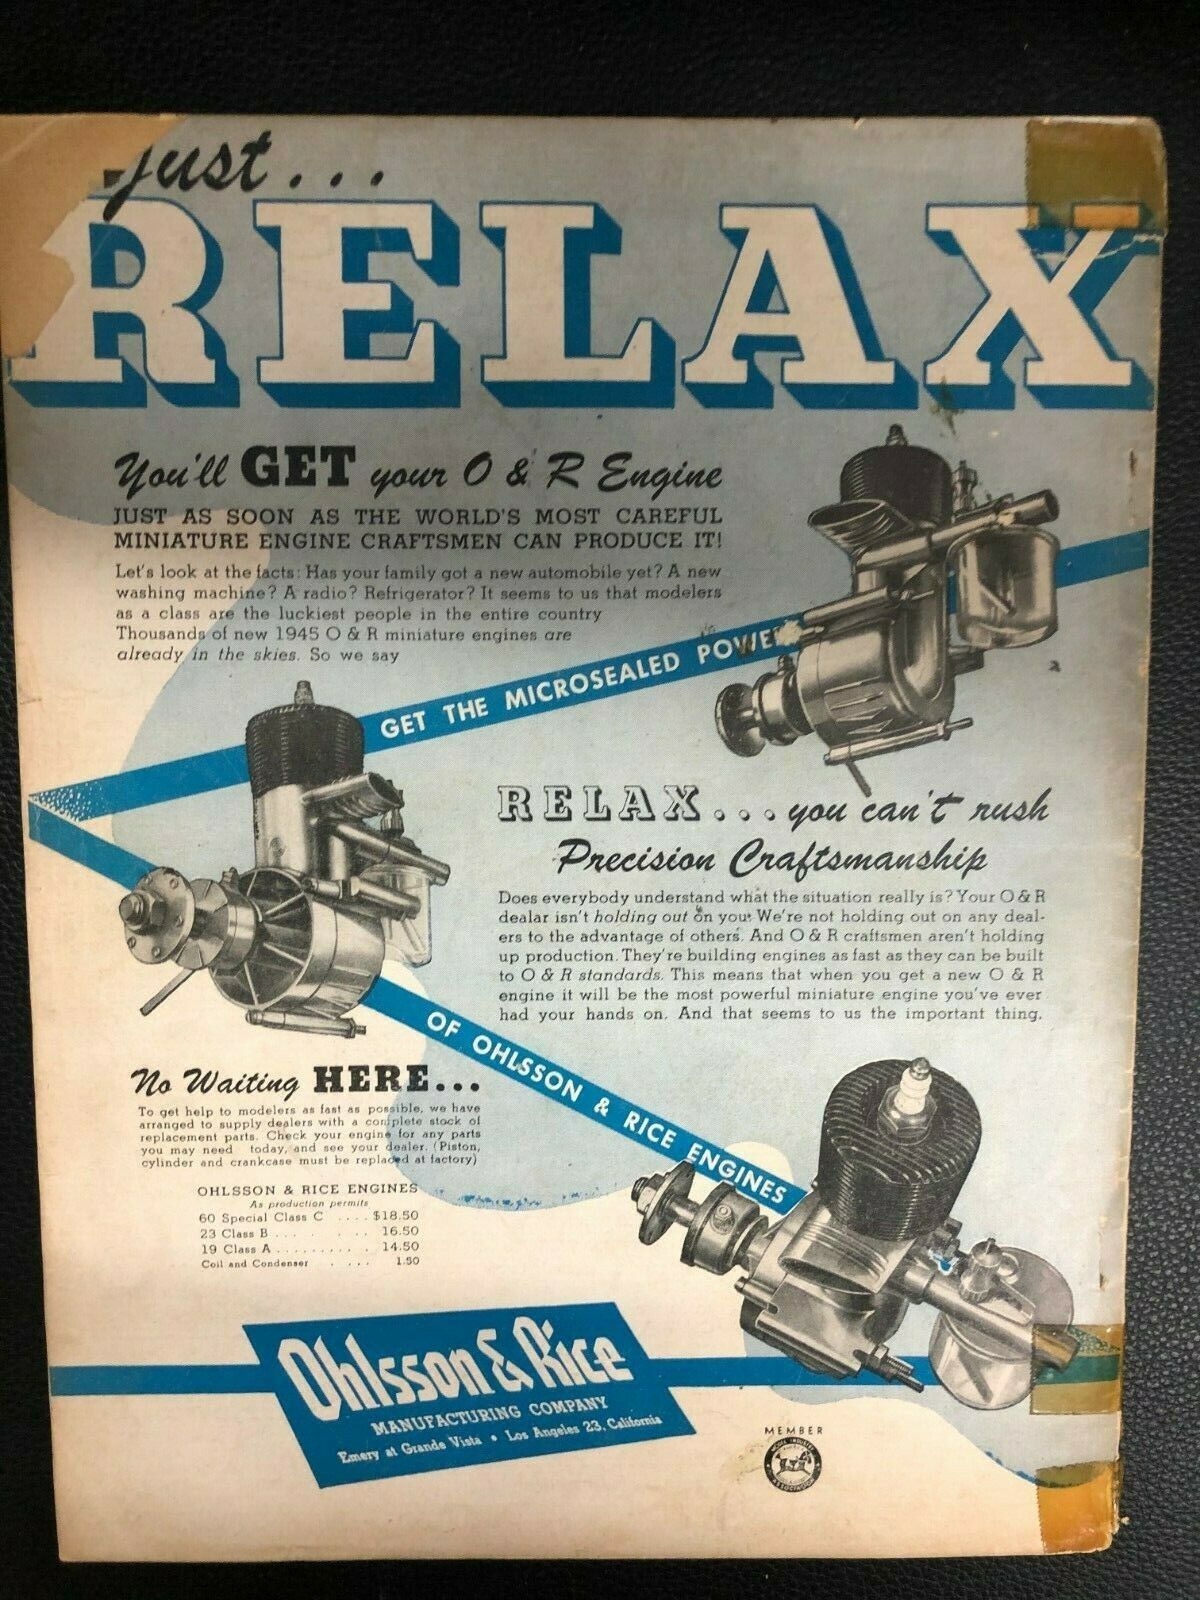 just...
RELAX
You'll GET your O & R Engine
JUST AS SOON AS THE WORLD'S MOST CAREFUL
MINIATURE ENGINE CRAFTSMEN CAN PRODUCE IT!
Let's look at the facts: Has your family got a new automobile yet? A new
washing machine? A radio? Refrigerator? It seems to us that modelers
as a class are the luckiest people in the entire country
Thousands of new 1945 O & R miniature engines are
already in the skies. So we say
GET THE MICROSEALED POWER
RELAX...you can't rush
Precision Craftsmanship
Does everybody understand what the situation really is? Your O & R
dealar isn't holding out on you. We're not holding out on any deal-
ers to the advantage of others. And O & R craftsmen aren't holding
up production. They're building engines as fast as they can be built
to O & R standards. This means that when you get a new O & R
engine it will be the most powerful miniature engine you've ever
had your hands on. And that seems to us the important thing.
OF OHLSSON & RICE ENGINES
No Waiting HERE...
To get help to modelers as fast as possible, we have
arranged to supply dealers with a complete stock of
replacement parts. Check your engine for any parts
you may need today, and see your dealer. (Piston,
cylinder and crankcase must be replaced at factory)
OHLSSON & RICE ENGINES
As production permits
60 Special Class C .... $18.50
23 Class B . . . . . . 16.50
19 Class A . . . . . . . . . . 14.50
Coil and Condenser . . . . . 1.50
Ohlsson & Rice
MANUFACTURING COMPANY
Emery at Grande Vista • Los Angeles 23, California
MEMBER
MODEL INDUSTRY
ASSOCIATION